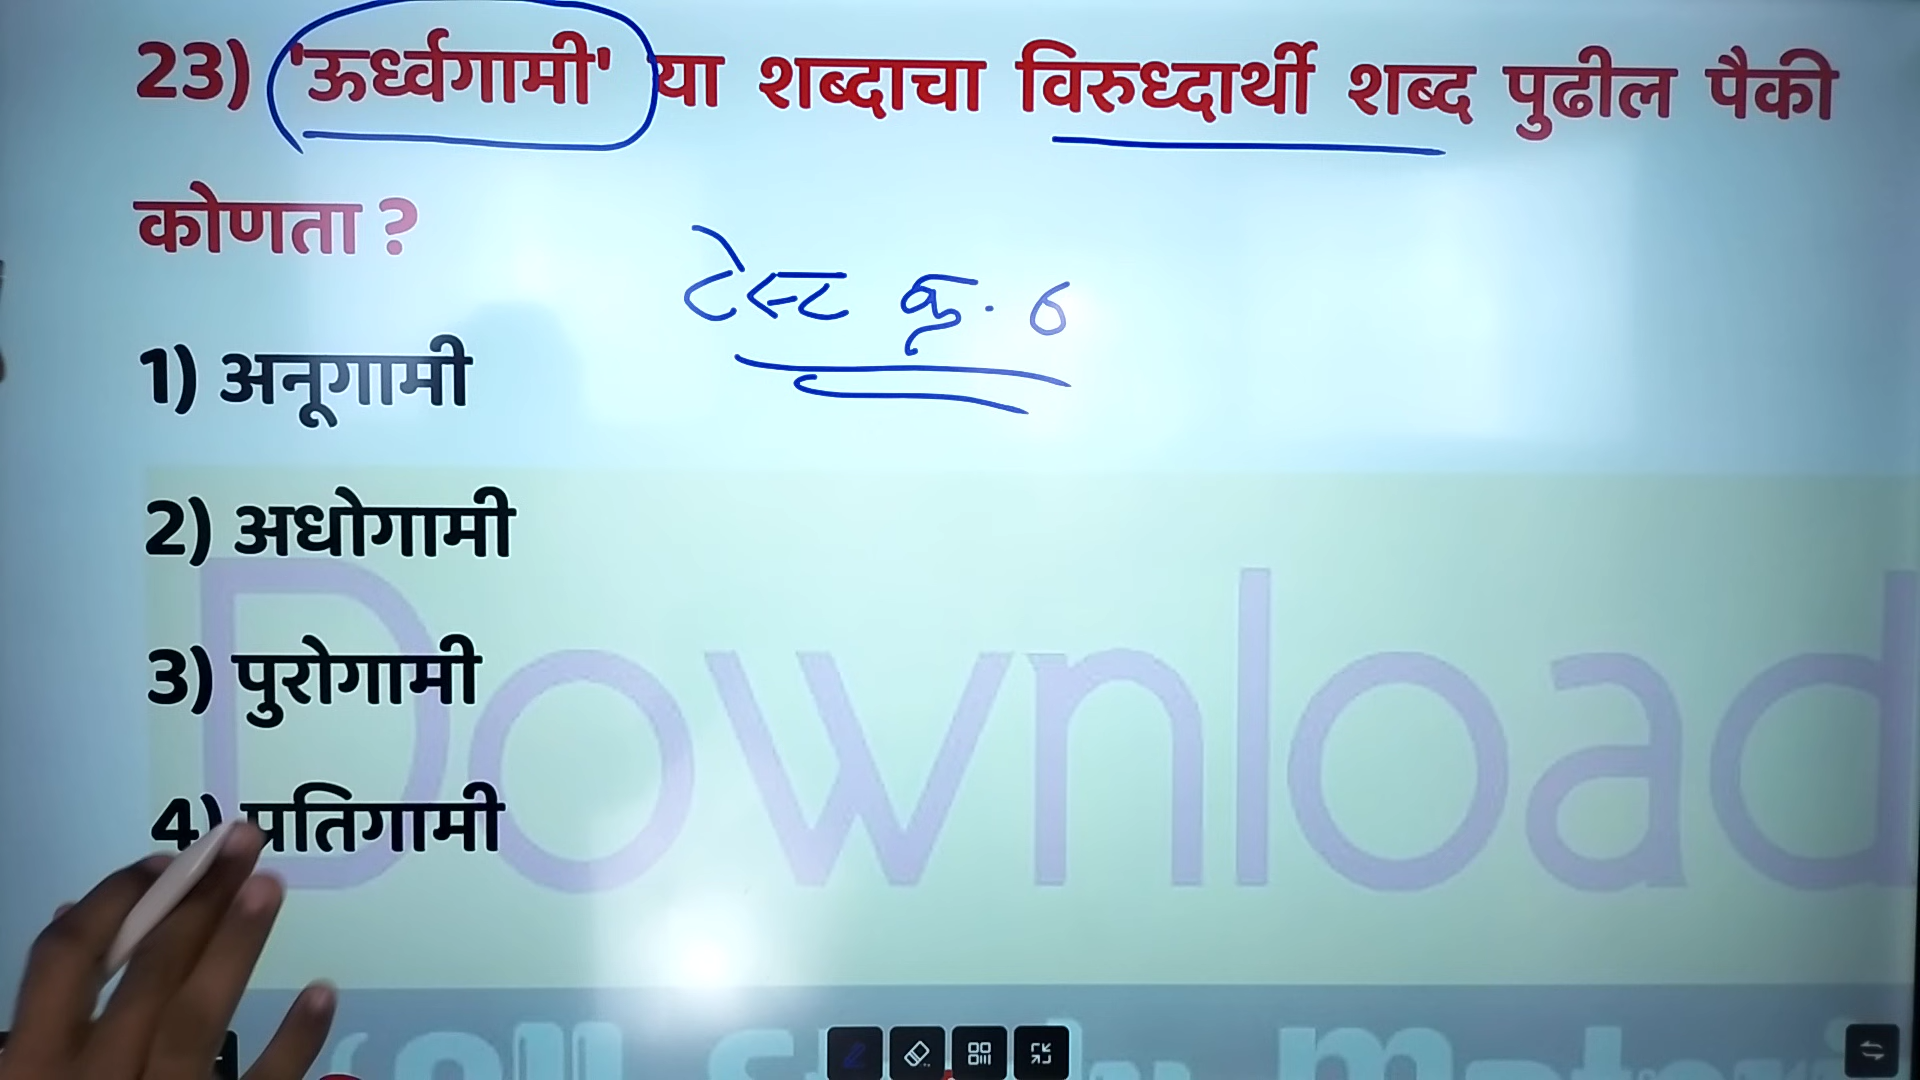 23) 'ऊर्ध्वगामी' या शब्दाचा विरुध्दार्थी शब्द पुढील पैकी
कोणता ?
टेस्ट क्र. 6
1) अनूगामी
2) अधोगामी
3) पुरोगामी
4) प्रतिगामी
Download